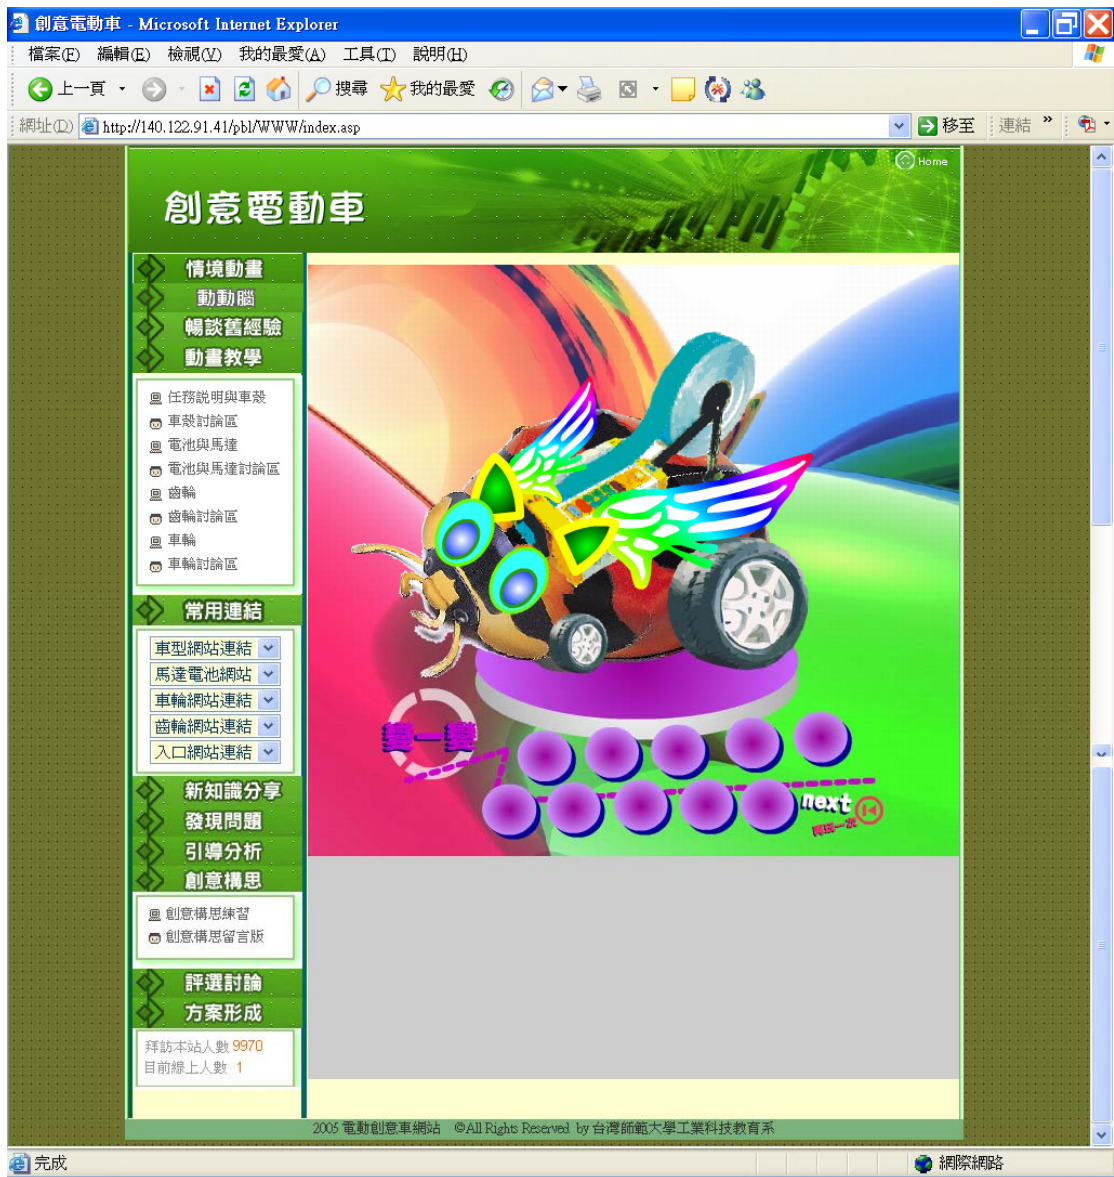 創意電動車 - Microsoft Internet Explorer
檔案(F) 編輯(E) 檢視(V) 我的最愛(A) 工具(T) 說明(H)
上一頁 搜尋 我的最愛
網址(D) http://140.122.91.41/pbl/WWW/index.asp 移至 連結 »
Home
創意電動車
情境動畫
動動腦
暢談舊經驗
動畫教學
任務說明與車殼
車殼討論區
電池與馬達
電池與馬達討論區
齒輪
齒輪討論區
車輪
車輪討論區
常用連結
車型網站連結
馬達電池網站
車輪網站連結
齒輪網站連結
入口網站連結
變一變
next
再玩一次
新知識分享
發現問題
引導分析
創意構思
創意構思練習
創意構思留言版
評選討論
方案形成
拜訪本站人數 9970
目前線上人數 1
2005 電動創意車網站 ©All Rights Reserved by 台灣師範大學工業科技教育系
完成 網際網路